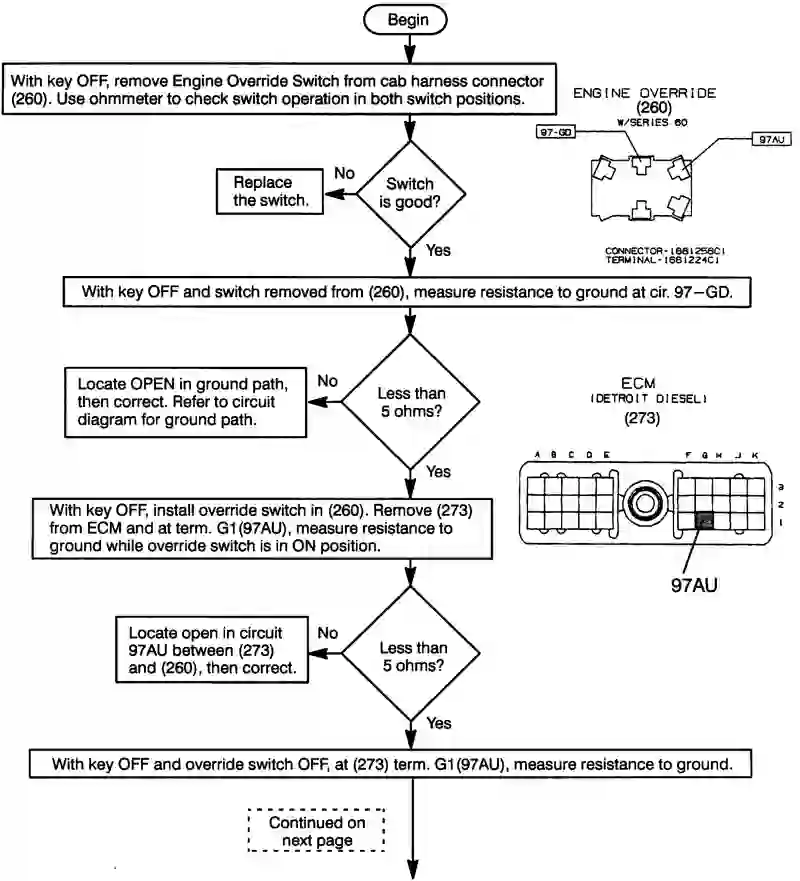 Begin
With key OFF, remove Engine Override Switch from cab harness connector
(260). Use ohmmeter to check switch operation in both switch positions.
ENGINE OVERRIDE
(260)
W/SERIES 60
97-GD
97AU
CONNECTOR-1661256C1
TERMINAL-1661224C1
Switch
is good?
No
Replace
the switch.
Yes
With key OFF and switch removed from (260), measure resistance to ground at cir. 97-GD.
Less than
5 ohms?
No
Locate OPEN in ground path,
then correct. Refer to circuit
diagram for ground path.
Yes
ECM
(DETROIT DIESEL)
(273)
A B C D E
F G H J K
3
2
1
97AU
With key OFF, install override switch in (260). Remove (273)
from ECM and at term. G1(97AU), measure resistance to
ground while override switch is in ON position.
Less than
5 ohms?
No
Locate open in circuit
97AU between (273)
and (260), then correct.
Yes
With key OFF and override switch OFF, at (273) term. G1(97AU), measure resistance to ground.
Continued on
next page